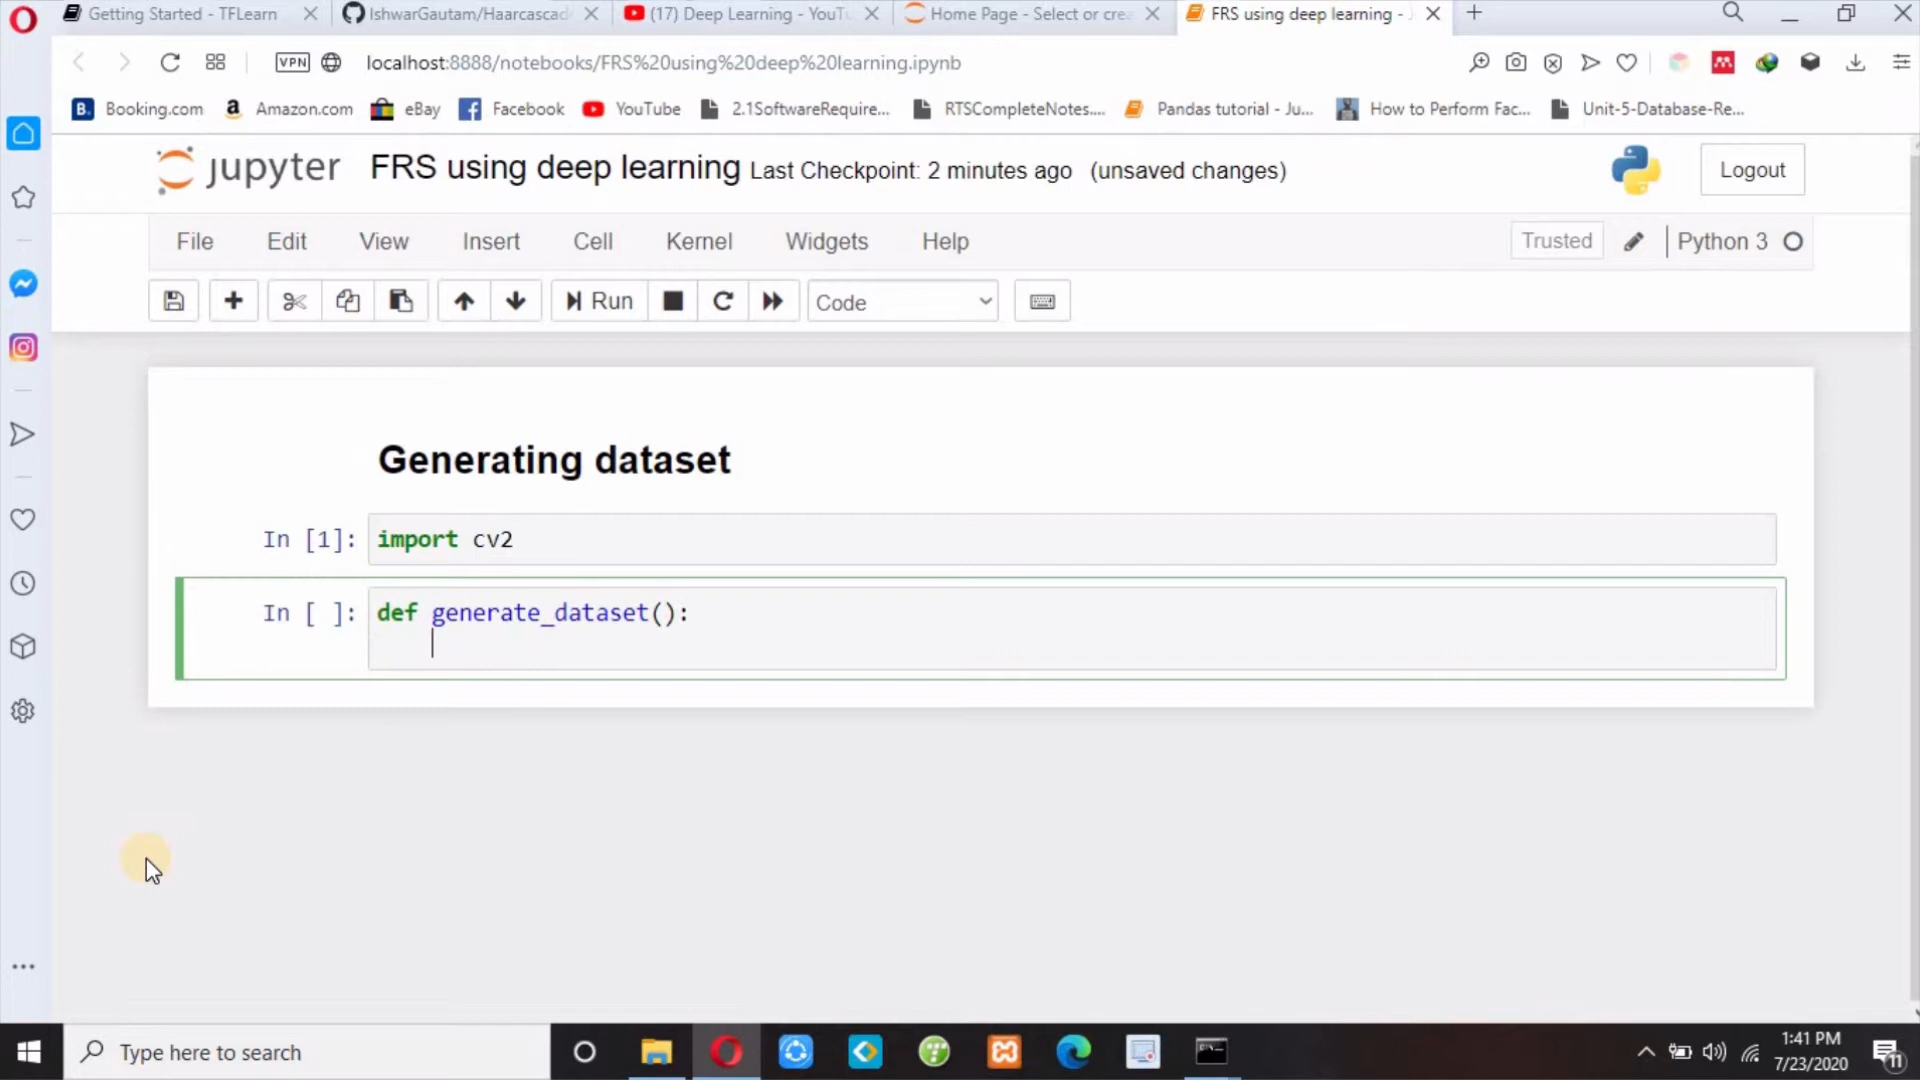 Getting Started - TFLearn
IshwarGautam/Haarcascad
(17) Deep Learning - YouTu
Home Page - Select or crea
FRS using deep learning -
VPN
localhost:8888/notebooks/FRS%20using%20deep%20learning.ipynb
B. Booking.com
a Amazon.com
eBay
Facebook
YouTube
2.1SoftwareRequire...
RTSCompleteNotes....
Pandas tutorial - Ju...
How to Perform Fac...
Unit-5-Database-Re...
jupyter FRS using deep learning Last Checkpoint: 2 minutes ago (unsaved changes)
Logout
File Edit View Insert Cell Kernel Widgets Help
Trusted
Python 3
Run
Code
Generating dataset
In [1]: import cv2
In [ ]: def generate_dataset():
Type here to search
1:41 PM
7/23/2020
11